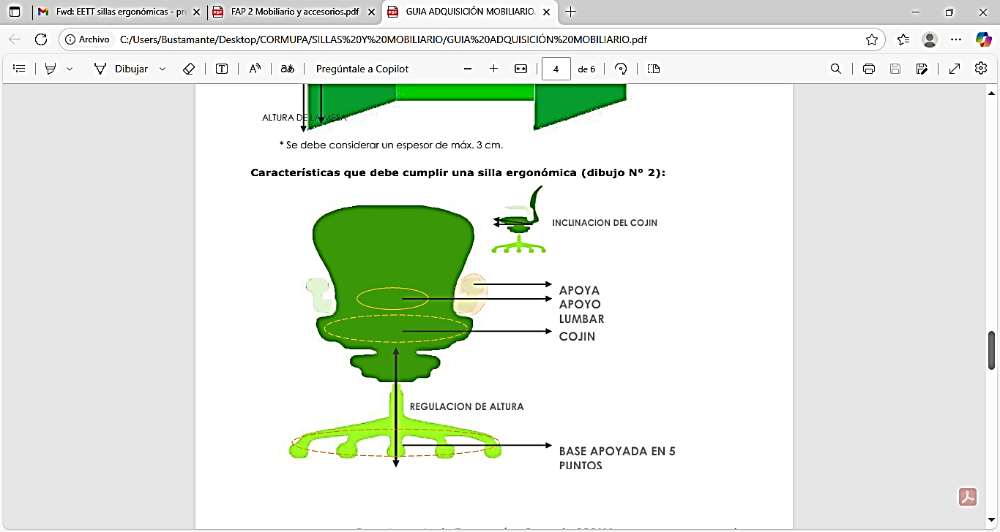 Fwd: EETT sillas ergonómicas - pre
FAP 2 Mobiliario y accesorios.pdf
GUIA ADQUISICIÓN MOBILIARIO.
Archivo
C:/Users/Bustamante/Desktop/CORMUPA/SILLAS%20Y%20MOBILIARIO/GUIA%20ADQUISICIÓN%20MOBILIARIO.pdf
Dibujar
Pregúntale a Copilot
4
de 6
ALTURA DE LA MESA
* Se debe considerar un espesor de máx. 3 cm.
Características que debe cumplir una silla ergonómica (dibujo N° 2):
INCLINACION DEL COJIN
APOYA
APOYO
LUMBAR
COJIN
REGULACION DE ALTURA
BASE APOYADA EN 5
PUNTOS